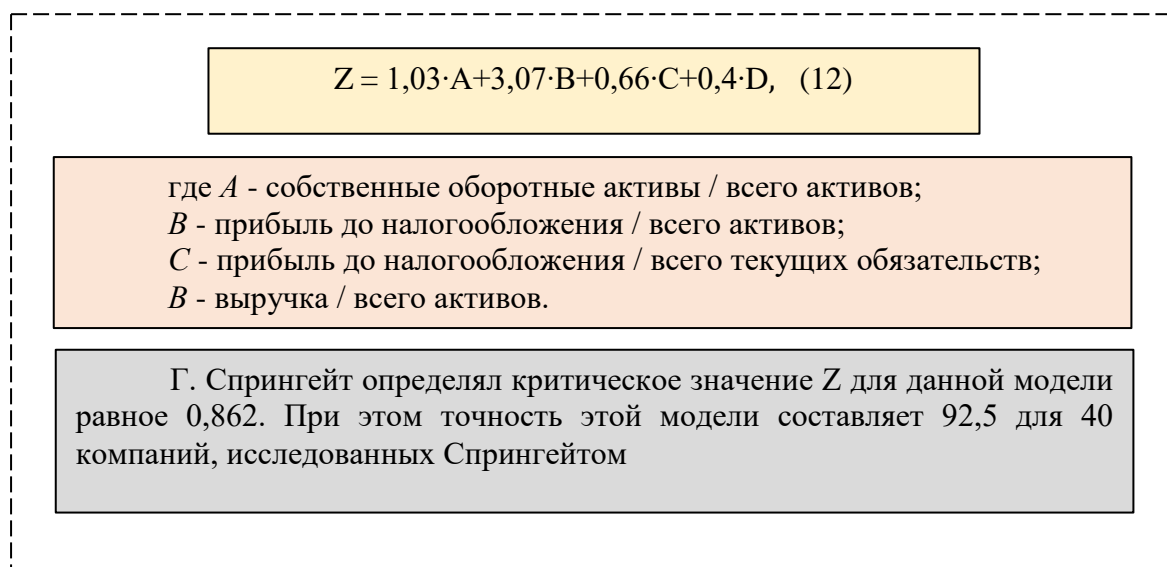 Z = 1,03·A+3,07·B+0,66·C+0,4·D, (12)
где A - собственные оборотные активы / всего активов;
B - прибыль до налогообложения / всего активов;
C - прибыль до налогообложения / всего текущих обязательств;
B - выручка / всего активов.
Г. Спрингейт определял критическое значение Z для данной модели
равное 0,862. При этом точность этой модели составляет 92,5 для 40
компаний, исследованных Спрингейтом